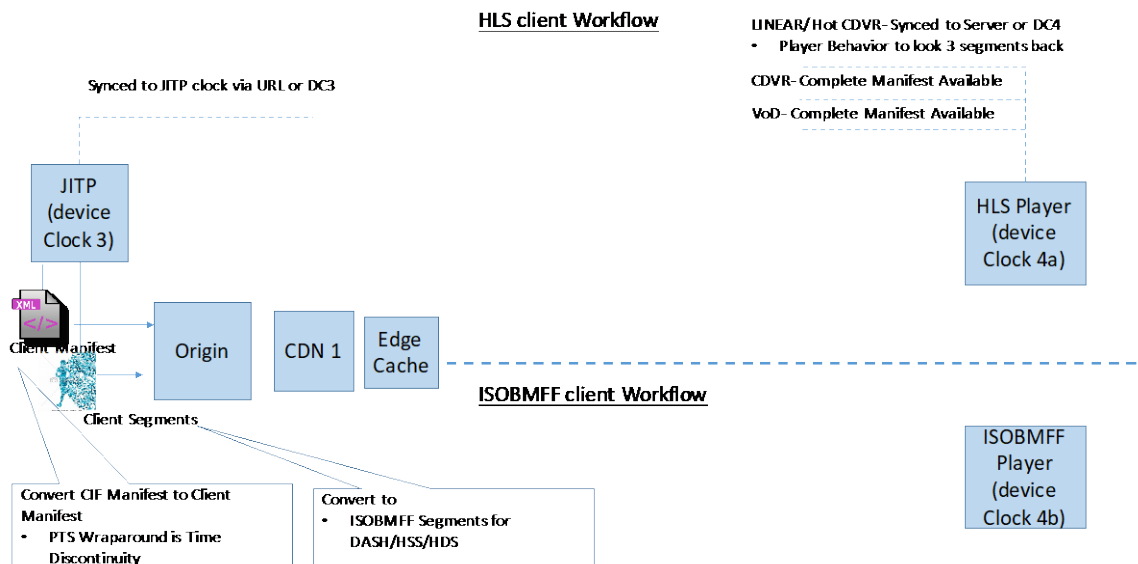 HLS client Workflow
LINEAR/ Hot CDVR- Synced to Server or DC4
• Player Behavior to look 3 segments back
CDVR- Complete Manifest Available
VoD- Complete Manifest Available
Synced to JITP clock via URL or DC3
JITP
(device
Clock 3)
HLS Player
(device
Clock 4a)
XML
</>
Client Manifest
Origin
CDN 1
Edge
Cache
ISOBMFF client Workflow
Client Segments
ISOBMFF
Player
(device
Clock 4b)
Convert CIF Manifest to Client
Manifest
• PTS Wraparound is Time
Discontinuity
Convert to
• ISOBMFF Segments for
DASH/HSS/HDS